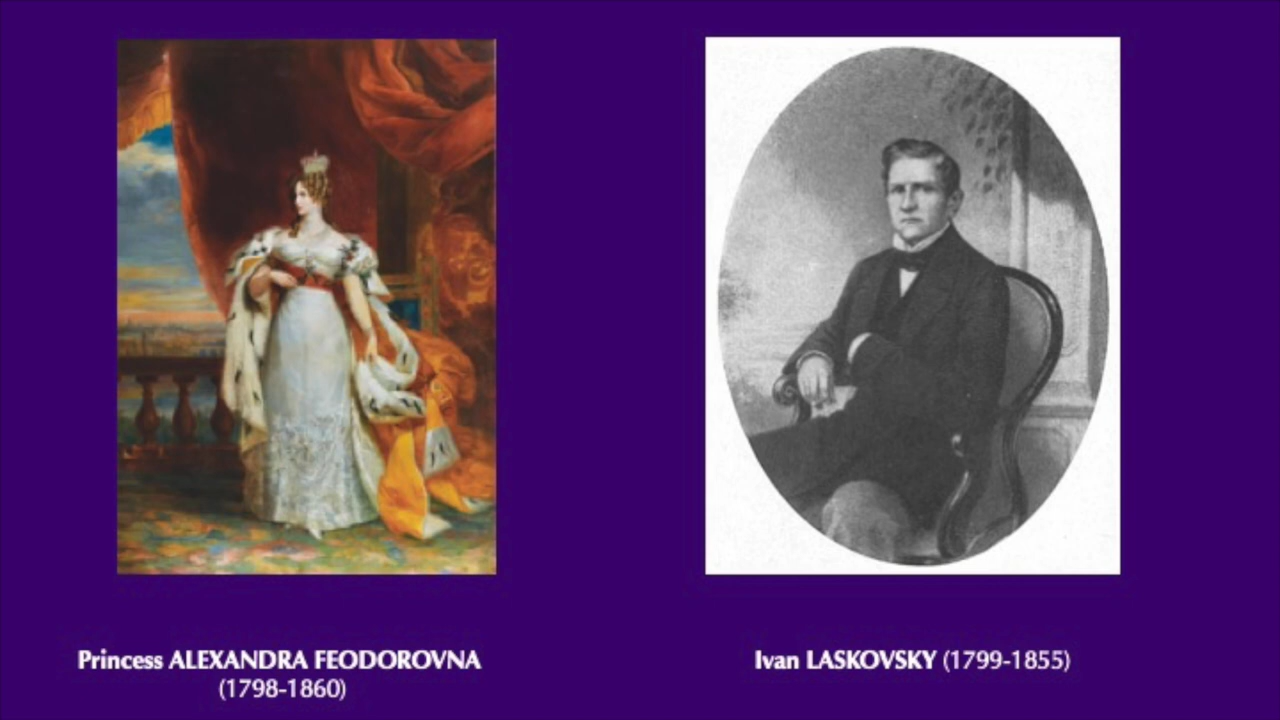 Princess ALEXANDRA FEODOROVNA
(1798-1860)
Ivan LASKOVSKY (1799-1855)